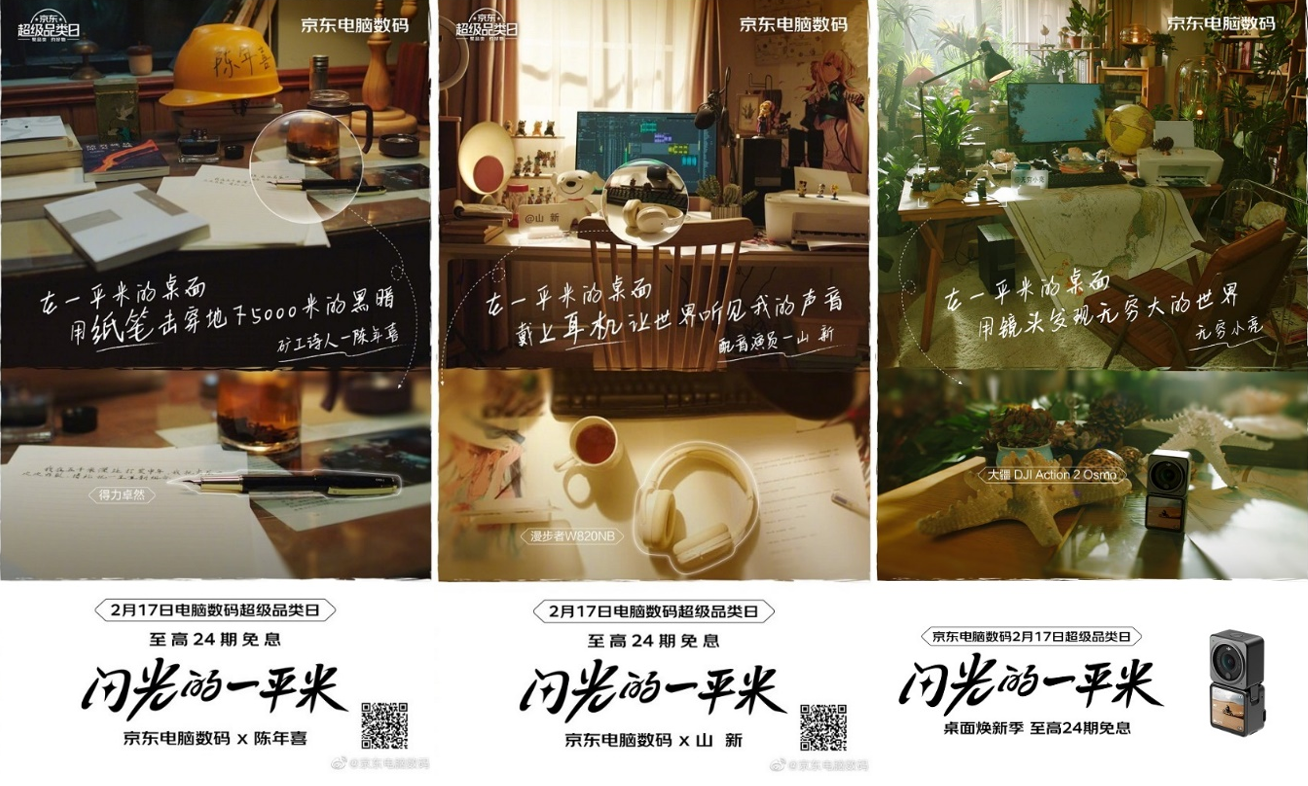 京东
超级品类日
京东电脑数码
陈年喜
在一平米的桌面
用纸笔击穿地下5000米的黑暗
矿工诗人—陈年喜
得力卓然
2月17日电脑数码超级品类日
至高24期免息
闪光的一平米
京东电脑数码 x 陈年喜
@京东电脑数码
京东
超级品类日
京东电脑数码
@山 新
在一平米的桌面
戴上耳机让世界听见我的声音
配音演员—山 新
漫步者W820NB
2月17日电脑数码超级品类日
至高24期免息
闪光的一平米
京东电脑数码 x 山 新
@京东电脑数码
京东电脑数码
在一平米的桌面
用镜头发现无穷大的世界
无穷小亮
大疆 DJI Action 2 Osmo
京东电脑数码2月17日超级品类日
闪光的一平米
桌面焕新季 至高24期免息